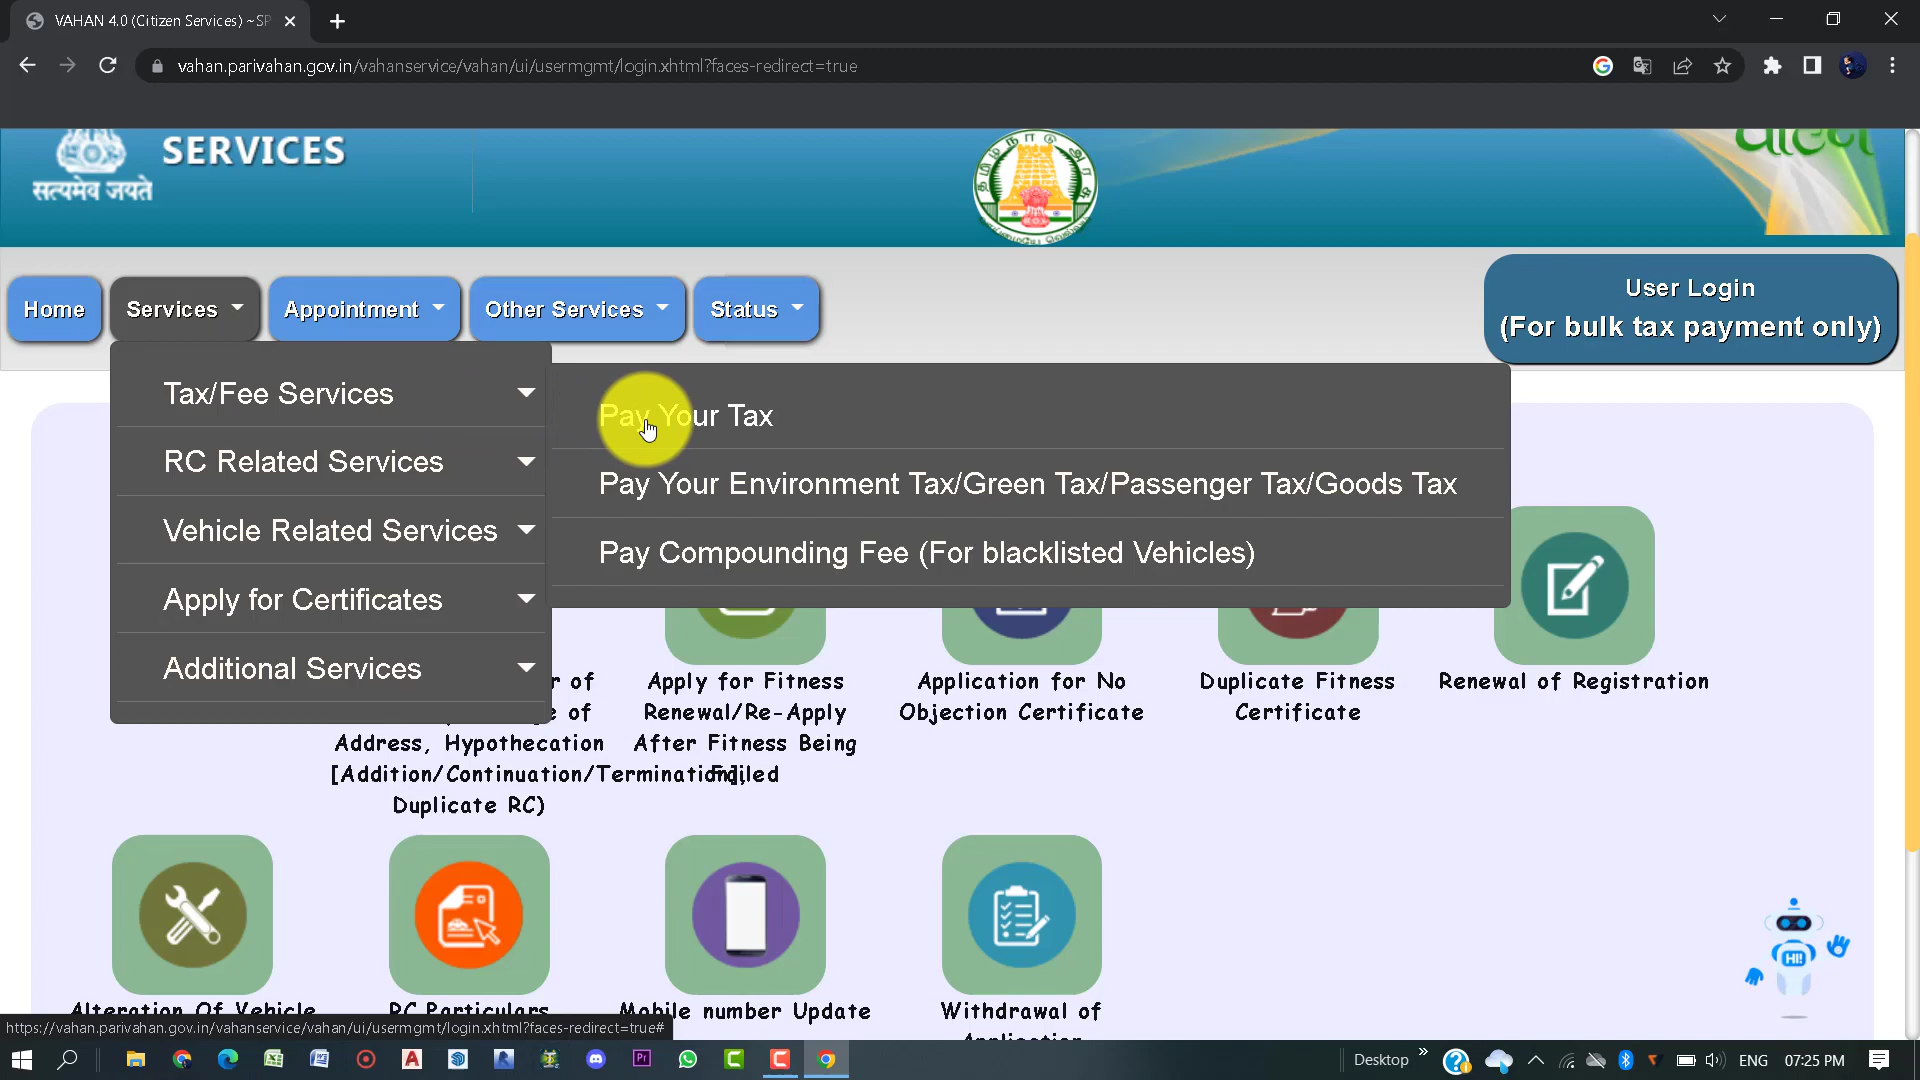 VAHAN 4.0 (Citizen Services) ~SP
vahan.parivahan.gov.in/vahanservice/vahan/ui/usermgmt/login.xhtml?faces-redirect=true
SERVICES
सत्यमेव जयते
Home
Services
Appointment
Other Services
Status
User Login
(For bulk tax payment only)
Tax/Fee Services
RC Related Services
Vehicle Related Services
Apply for Certificates
Additional Services
Pay Your Tax
Pay Your Environment Tax/Green Tax/Passenger Tax/Goods Tax
Pay Compounding Fee (For blacklisted Vehicles)
r of
e of
Address, Hypothecation
[Addition/Continuation/Termination],
Duplicate RC)
Apply for Fitness
Renewal/Re-Apply
After Fitness Being
Failed
Application for No
Objection Certificate
Duplicate Fitness
Certificate
Renewal of Registration
Alteration Of Vehicle
RC Particulars
Mobile number Update
Withdrawal of
Application
HI!
https://vahan.parivahan.gov.in/vahanservice/vahan/ui/usermgmt/login.xhtml?faces-redirect=true#
Desktop
ENG
07:25 PM